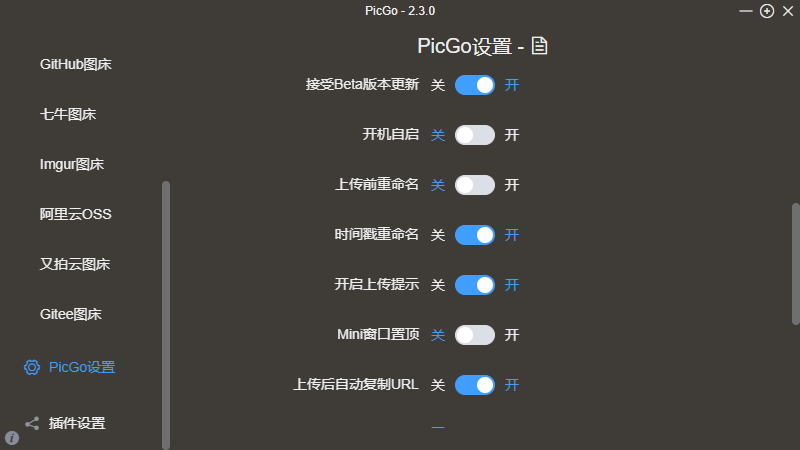 PicGo - 2.3.0
GitHub图床
七牛图床
Imgur图床
阿里云OSS
又拍云图床
Gitee图床
PicGo设置
插件设置
PicGo设置 -
接受Beta版本更新 关 开
开机自启 关 开
上传前重命名 关 开
时间戳重命名 关 开
开启上传提示 关 开
Mini窗口置顶 关 开
上传后自动复制URL 关 开